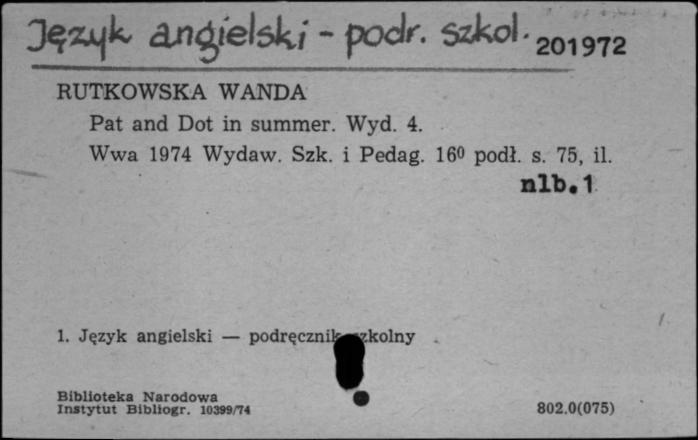 Język angielski - podr. szkol. 201972
RUTKOWSKA WANDA
Pat and Dot in summer. Wyd. 4.
Wwa 1974 Wydaw. Szk. i Pedag. 16⁰ podł. s. 75, il.
nlb.1
1. Język angielski — podręcznik szkolny
Biblioteka Narodowa
Instytut Bibliogr. 10399/74
802.0(075)